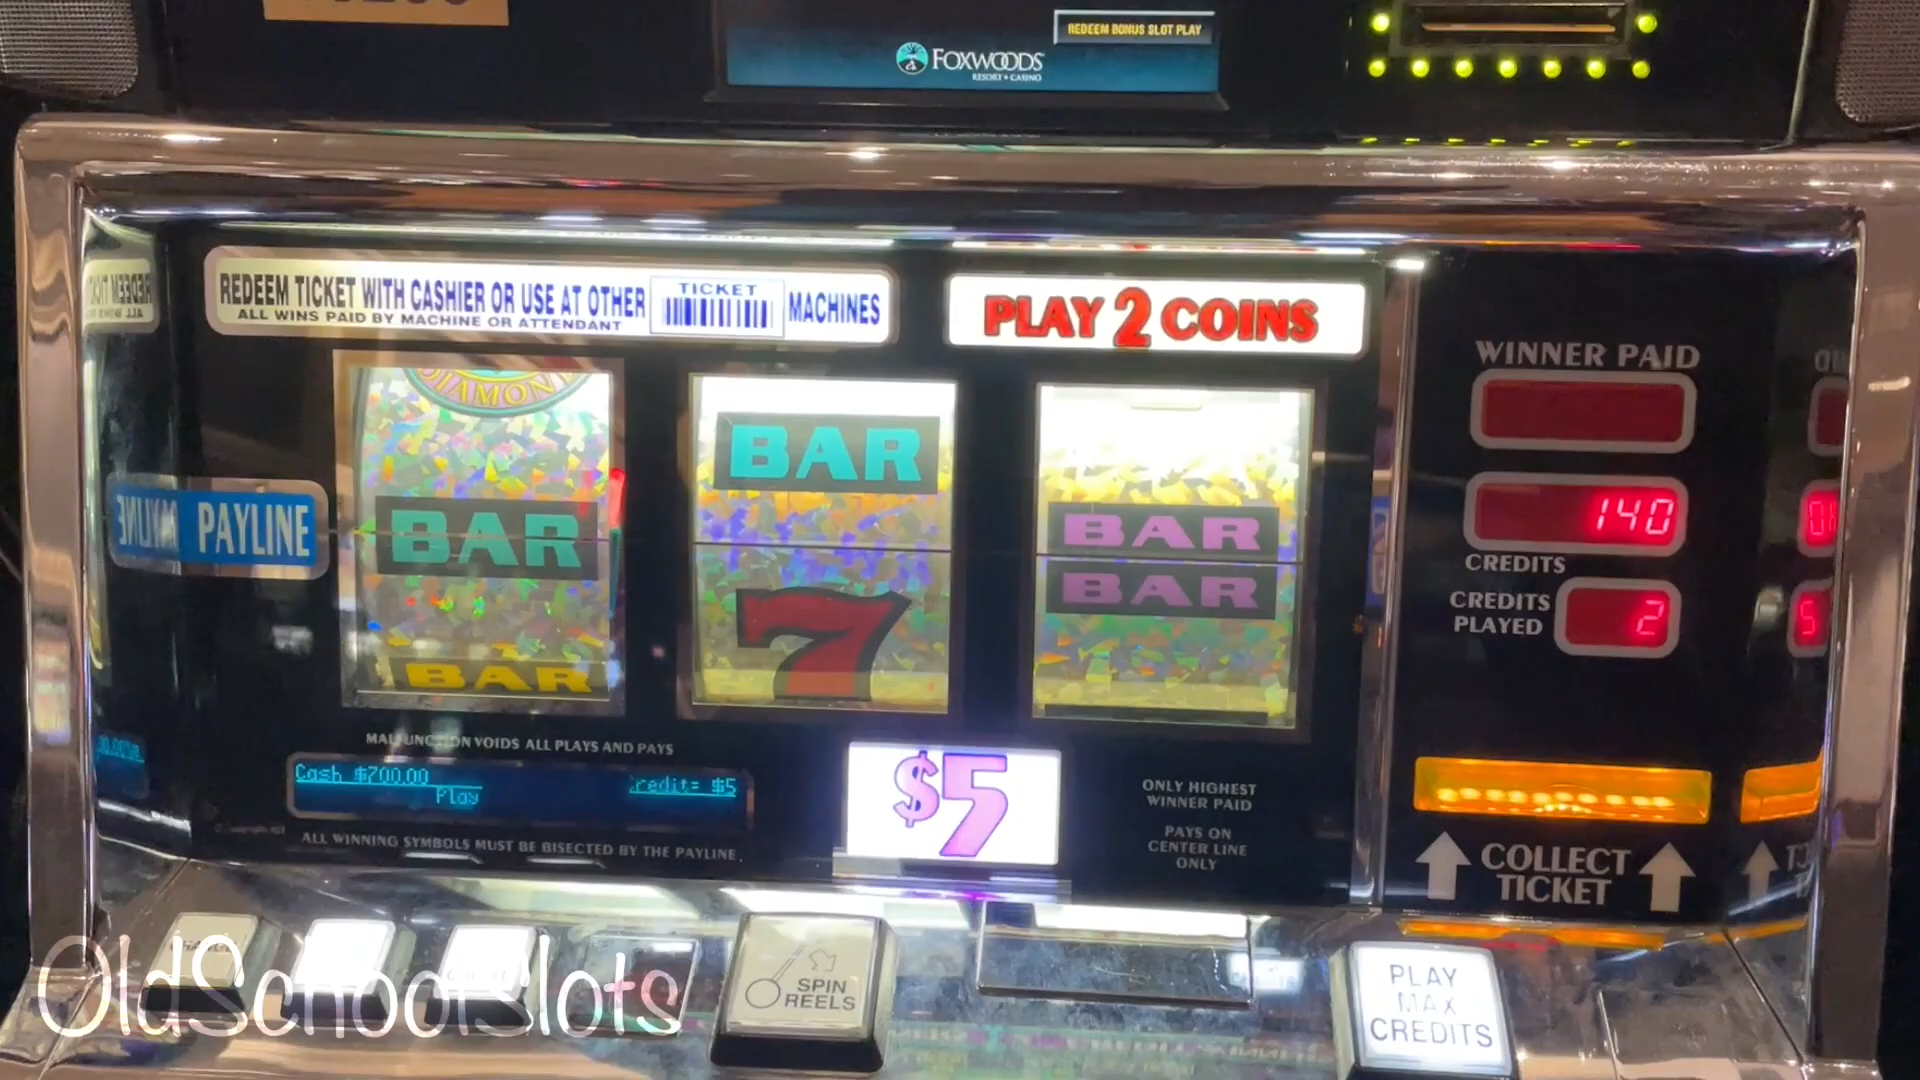 REDEEM BONUS SLOT PLAY
FOXWOODS
RESORT • CASINO
REDEEM TICKET WITH CASHIER OR USE AT OTHER TICKET MACHINES
ALL WINS PAID BY MACHINE OR ATTENDANT
PLAY 2 COINS
WINNER PAID
DIAMOND
BAR
140
PAYLINE
BAR
BAR
BAR
CREDITS
CREDITS PLAYED
2
7
BAR
MALFUNCTION VOIDS ALL PLAYS AND PAYS
Cash $700.00
Play
Credit= $5
$5
ONLY HIGHEST
WINNER PAID
PAYS ON
CENTER LINE
ONLY
ALL WINNING SYMBOLS MUST BE BISECTED BY THE PAYLINE.
COLLECT
TICKET
SPIN
REELS
PLAY
MAX
CREDITS
OldSchoolSlots